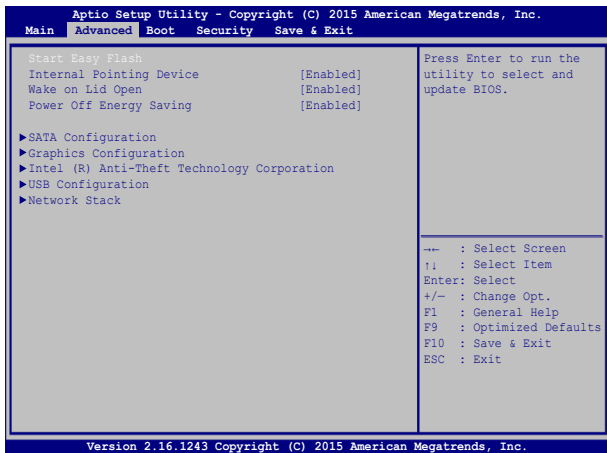 Aptio Setup Utility - Copyright (C) 2015 American Megatrends, Inc.
Main Advanced Boot Security Save & Exit
Start Easy Flash
Internal Pointing Device [Enabled]
Wake on Lid Open [Enabled]
Power Off Energy Saving [Enabled]
▶SATA Configuration
▶Graphics Configuration
▶Intel (R) Anti-Theft Technology Corporation
▶USB Configuration
▶Network Stack
Press Enter to run the
utility to select and
update BIOS.
→← : Select Screen
↑↓ : Select Item
Enter: Select
+/— : Change Opt.
F1 : General Help
F9 : Optimized Defaults
F10 : Save & Exit
ESC : Exit
Version 2.16.1243 Copyright (C) 2015 American Megatrends, Inc.